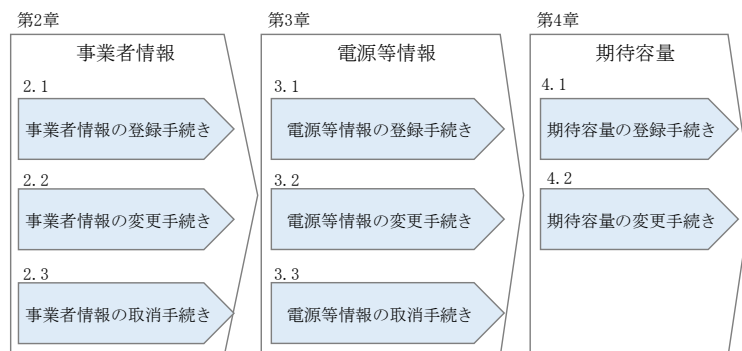 第2章
事業者情報
2.1
事業者情報の登録手続き
2.2
事業者情報の変更手続き
2.3
事業者情報の取消手続き
第3章
電源等情報
3.1
電源等情報の登録手続き
3.2
電源等情報の変更手続き
3.3
電源等情報の取消手続き
第4章
期待容量
4.1
期待容量の登録手続き
4.2
期待容量の変更手続き